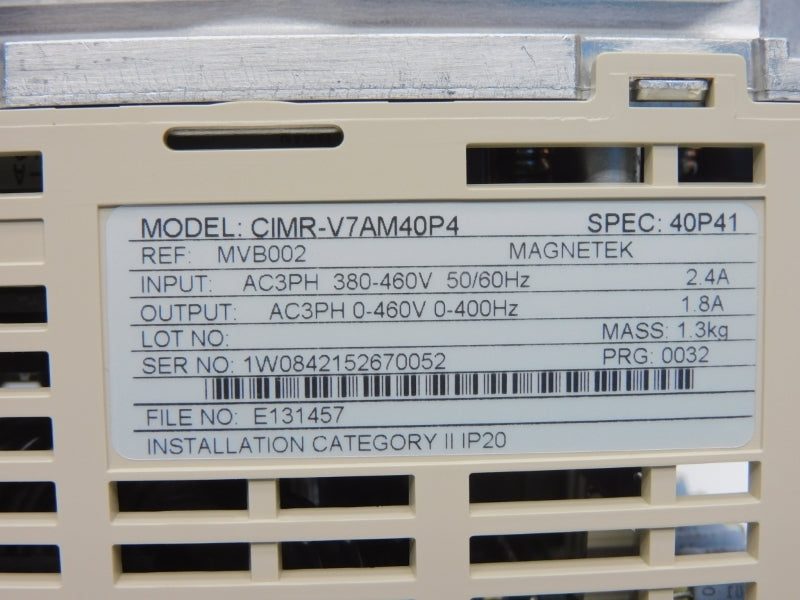 MODEL: CIMR-V7AM40P4 SPEC: 40P41
REF: MVB002 MAGNETEK
INPUT: AC3PH 380-460V 50/60Hz 2.4A
OUTPUT: AC3PH 0-460V 0-400Hz 1.8A
LOT NO: MASS: 1.3kg
SER NO: 1W0842152670052 PRG: 0032
FILE NO: E131457
INSTALLATION CATEGORY II IP20